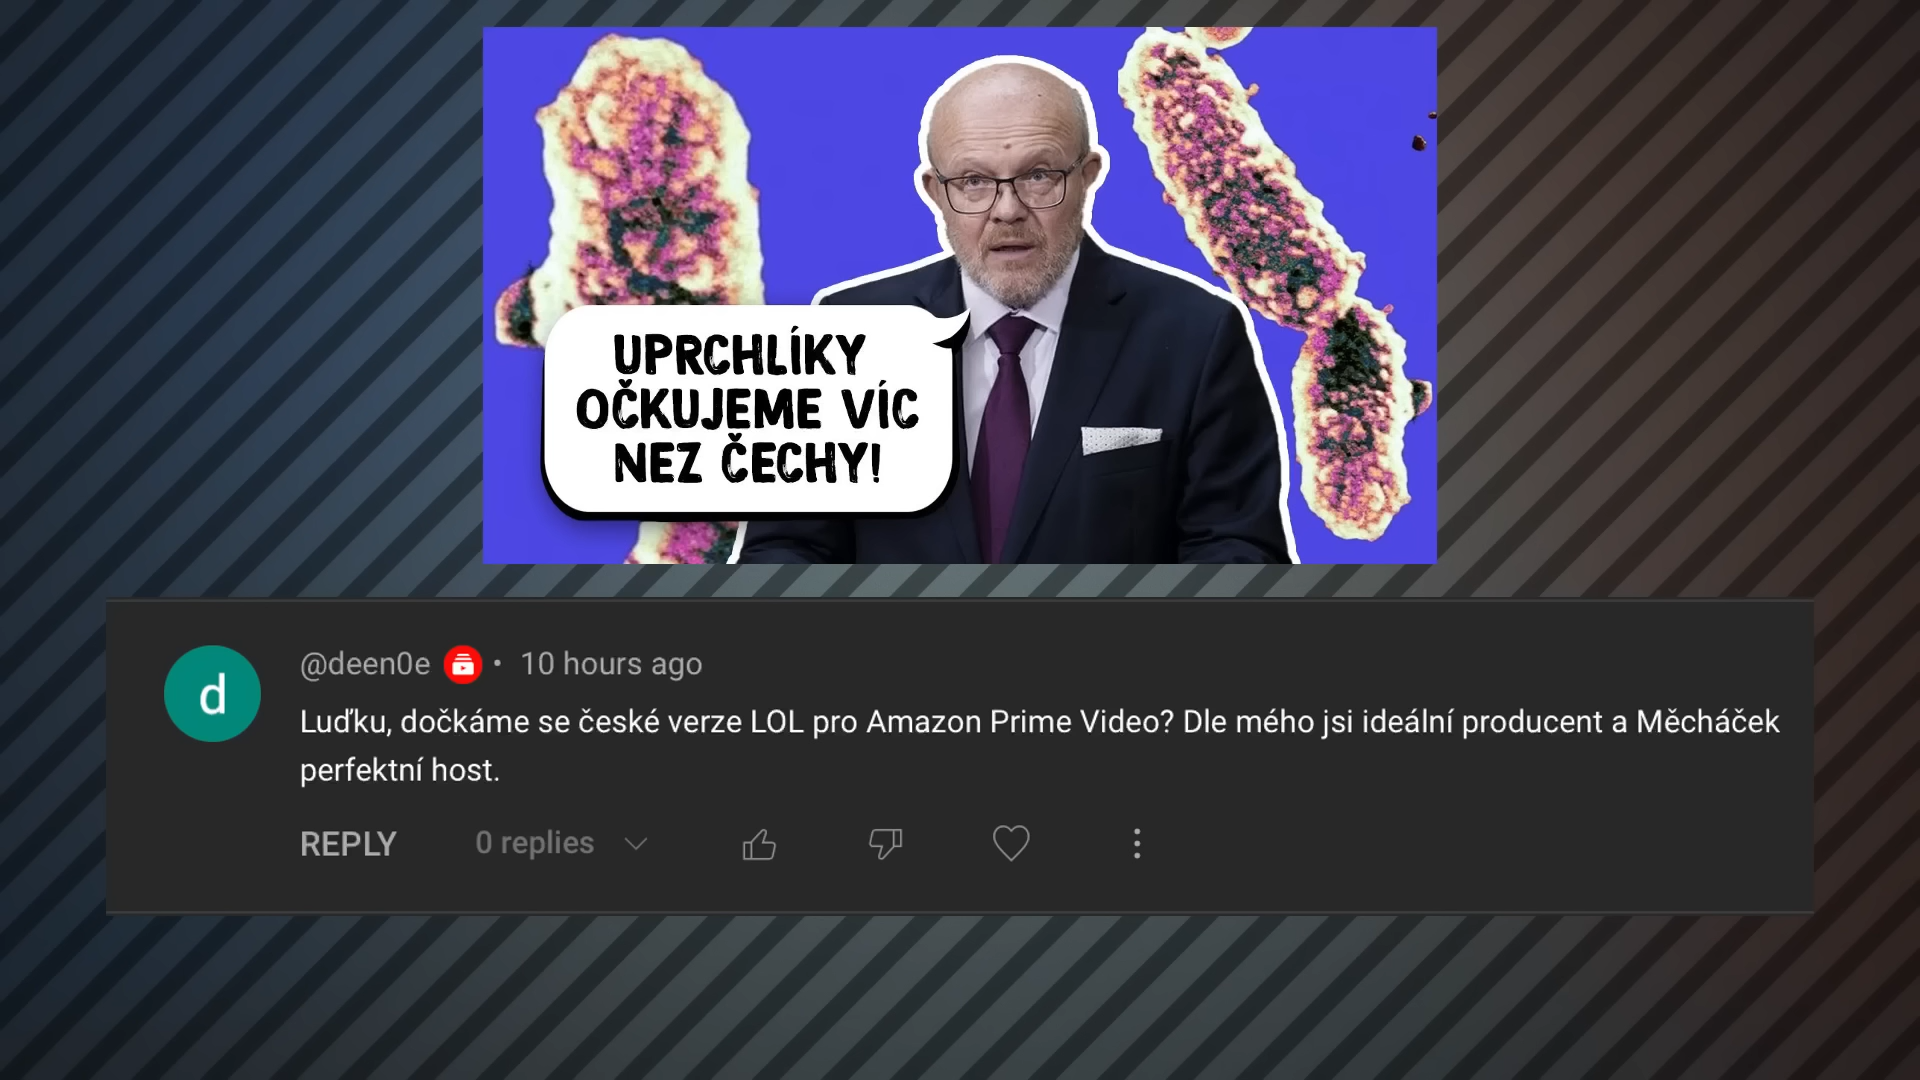 UPRCHLÍKY
OČKUJEME VÍC
NEZ ČECHY!
d
@deen0e • 10 hours ago
Luďku, dočkáme se české verze LOL pro Amazon Prime Video? Dle mého jsi ideální producent a Měcháček
perfektní host.
REPLY 0 replies